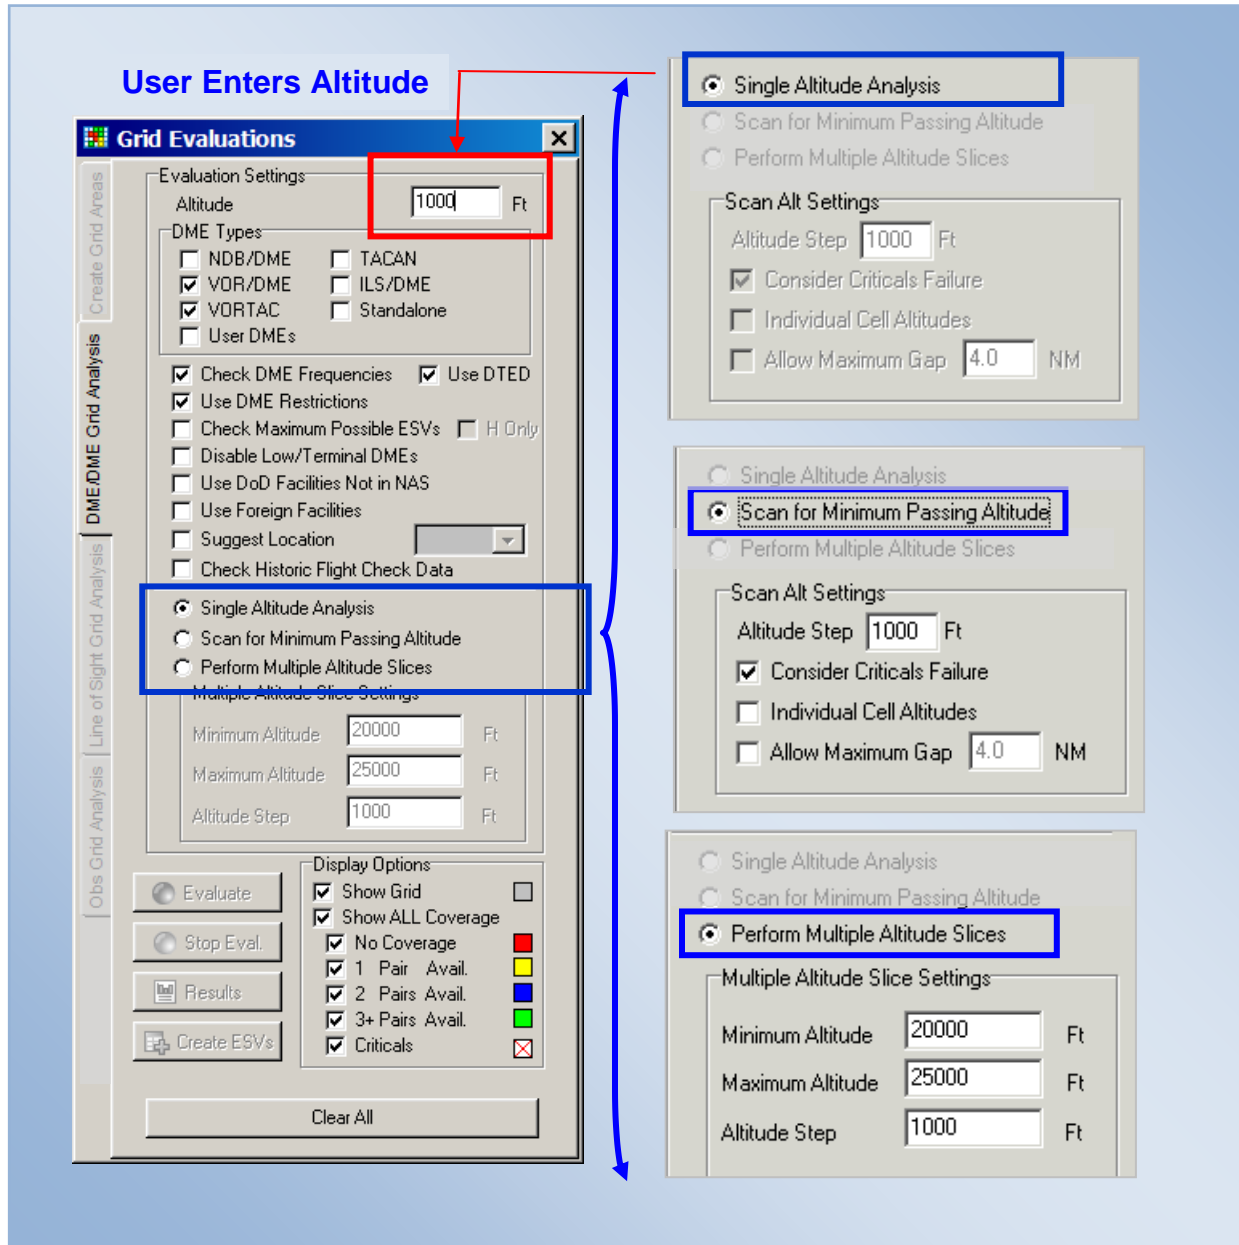 User Enters Altitude
Grid Evaluations
Create Grid Areas
DME/DME Grid Analysis
Line of Sight Grid Analysis
Obs Grid Analysis
Evaluation Settings
Altitude 1000 Ft
DME Types
NDB/DME TACAN
VOR/DME ILS/DME
VORTAC Standalone
User DMEs
Check DME Frequencies Use DTED
Use DME Restrictions
Check Maximum Possible ESVs H Only
Disable Low/Terminal DMEs
Use DoD Facilities Not in NAS
Use Foreign Facilities
Suggest Location
Check Historic Flight Check Data
Single Altitude Analysis
Scan for Minimum Passing Altitude
Perform Multiple Altitude Slices
Multiple Altitude Slice Settings
Minimum Altitude 20000 Ft
Maximum Altitude 25000 Ft
Altitude Step 1000 Ft
Evaluate
Stop Eval.
Results
Create ESVs
Display Options
Show Grid
Show ALL Coverage
No Coverage
1 Pair Avail.
2 Pairs Avail.
3+ Pairs Avail.
Criticals
Clear All
Single Altitude Analysis
Scan for Minimum Passing Altitude
Perform Multiple Altitude Slices
Scan Alt Settings
Altitude Step 1000 Ft
Consider Criticals Failure
Individual Cell Altitudes
Allow Maximum Gap 4.0 NM
Single Altitude Analysis
Scan for Minimum Passing Altitude
Perform Multiple Altitude Slices
Scan Alt Settings
Altitude Step 1000 Ft
Consider Criticals Failure
Individual Cell Altitudes
Allow Maximum Gap 4.0 NM
Single Altitude Analysis
Scan for Minimum Passing Altitude
Perform Multiple Altitude Slices
Multiple Altitude Slice Settings
Minimum Altitude 20000 Ft
Maximum Altitude 25000 Ft
Altitude Step 1000 Ft